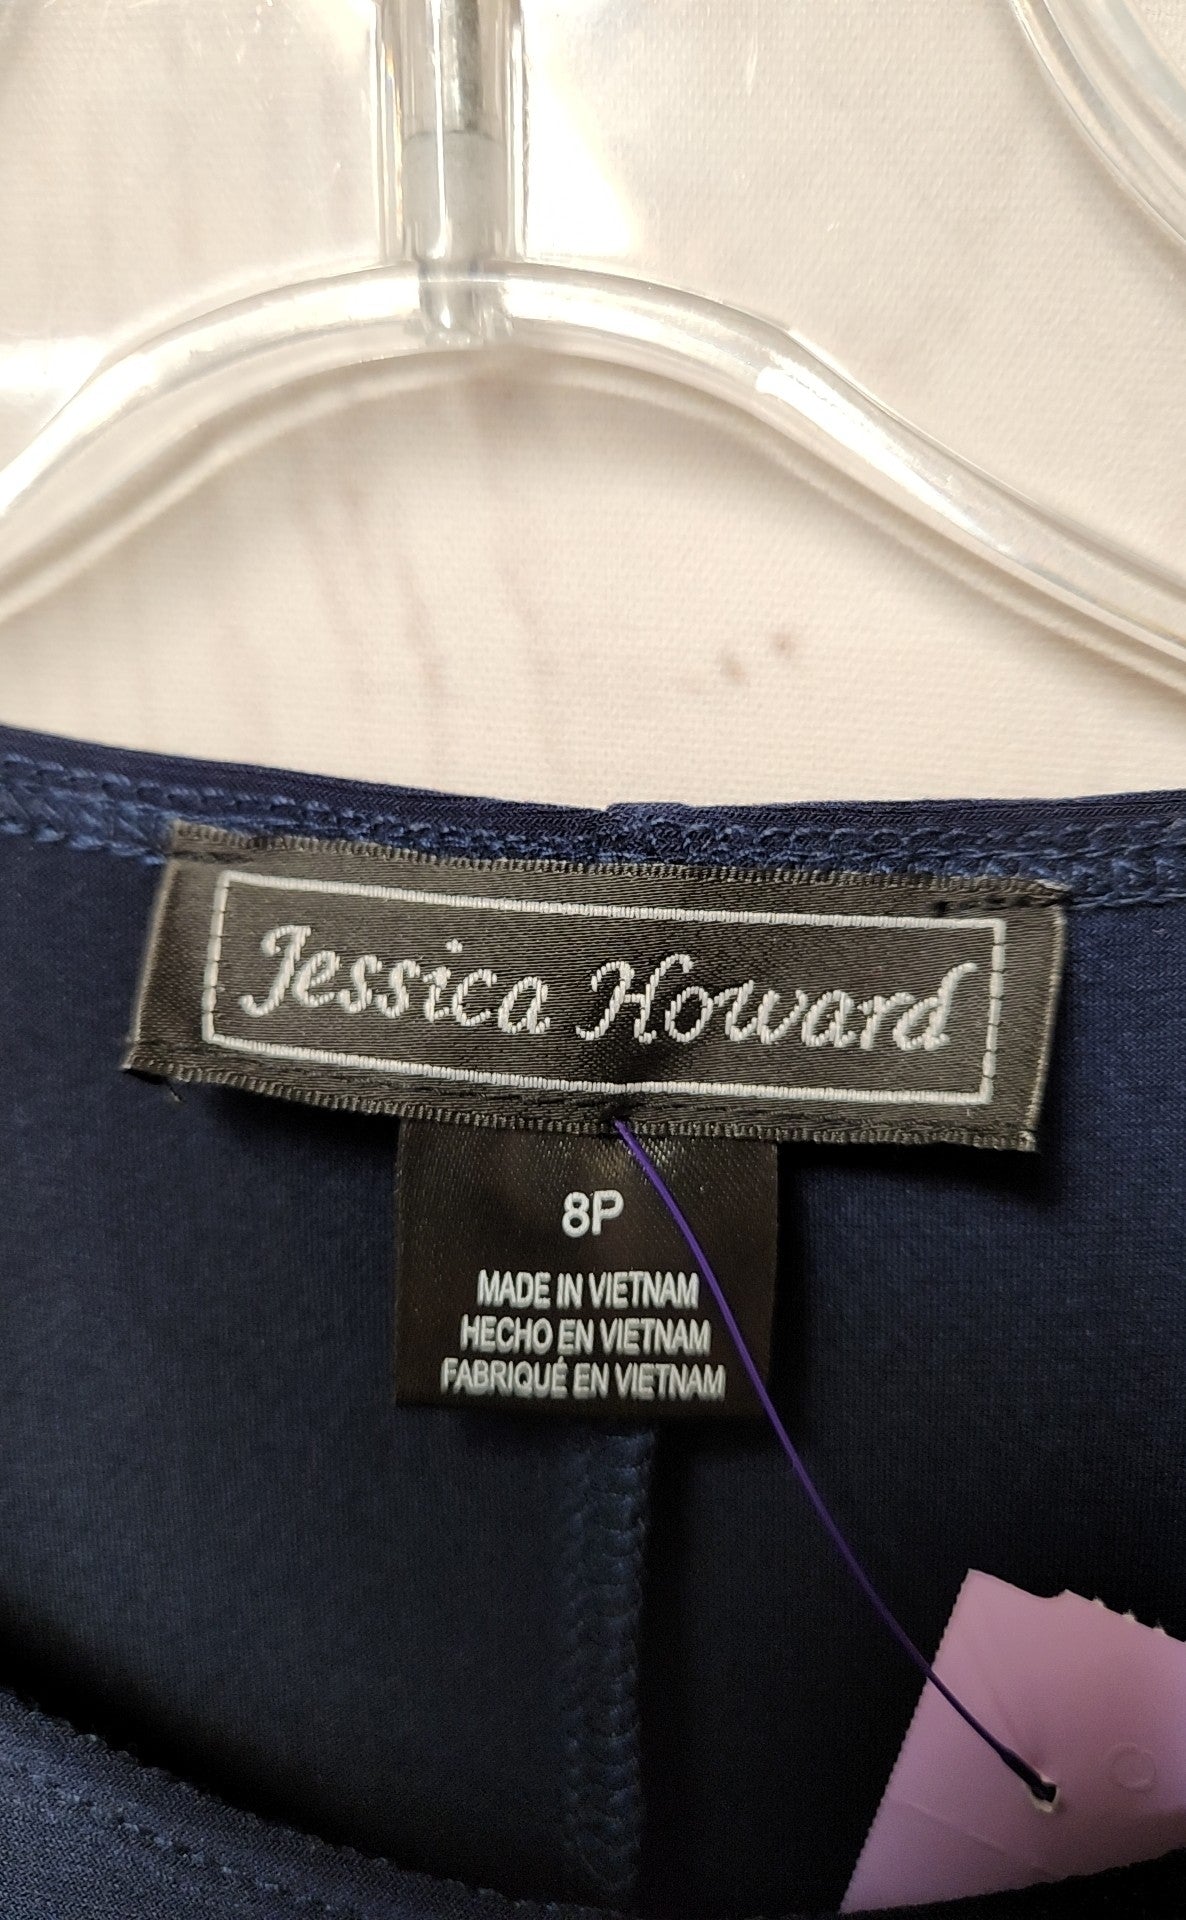 Jessica Howard
8P
MADE IN VIETNAM
HECHO EN VIETNAM
FABRIQUÉ EN VIETNAM